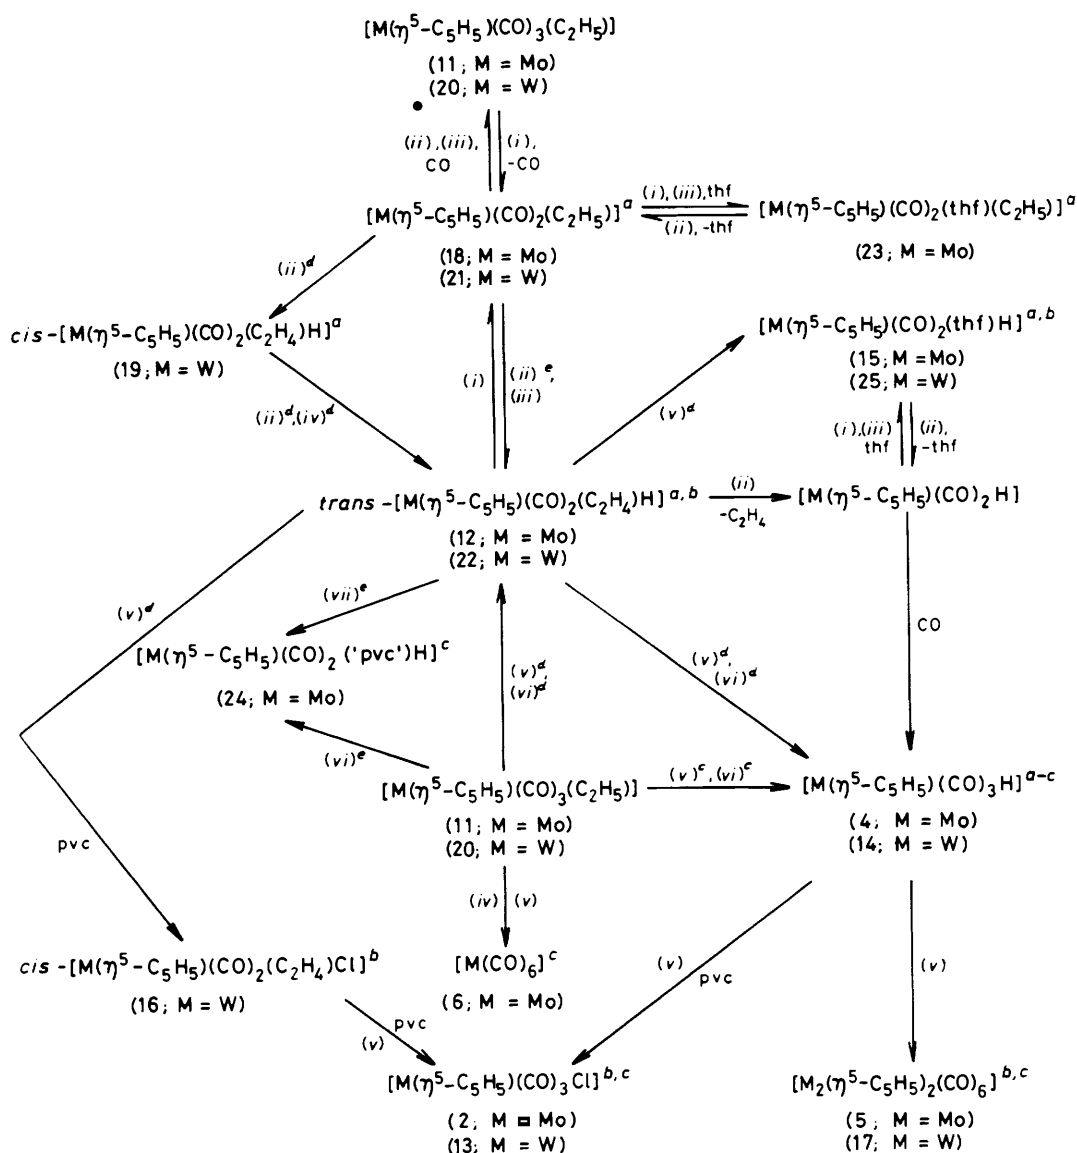 [M(η⁵-C₅H₅)(CO)₃(C₂H₅)]
(11; M = Mo)
(20; M = W)
(ii),(iii), CO
(i), -CO
[M(η⁵-C₅H₅)(CO)₂(C₂H₅)]ᵃ
(18; M = Mo)
(21; M = W)
(i),(iii),thf
(ii), -thf
[M(η⁵-C₅H₅)(CO)₂(thf)(C₂H₅)]ᵃ
(23; M = Mo)
(ii)ᵈ
cis-[M(η⁵-C₅H₅)(CO)₂(C₂H₄)H]ᵃ
(19; M = W)
(i)
(ii)ᵉ, (iii)
[M(η⁵-C₅H₅)(CO)₂(thf)H]ᵃ,ᵇ
(15; M = Mo)
(25; M = W)
(ii)ᵈ,(iv)ᵈ
(v)ᵈ
(i),(iii) thf
(ii), -thf
trans-[M(η⁵-C₅H₅)(CO)₂(C₂H₄)H]ᵃ,ᵇ
(12; M = Mo)
(22; M = W)
(ii)
-C₂H₄
[M(η⁵-C₅H₅)(CO)₂H]
(v)ᵈ
(vii)ᵉ
[M(η⁵-C₅H₅)(CO)₂('pvc')H]ᶜ
(24; M = Mo)
(v)ᵈ,
(vi)ᵈ
(v)ᵈ,
(vi)ᵈ
CO
(vi)ᵉ
[M(η⁵-C₅H₅)(CO)₃(C₂H₅)]
(11; M = Mo)
(20; M = W)
(v)ᶜ,(vi)ᶜ
[M(η⁵-C₅H₅)(CO)₃H]ᵃ⁻ᶜ
(4; M = Mo)
(14; M = W)
pvc
(iv)
(v)
cis-[M(η⁵-C₅H₅)(CO)₂(C₂H₄)Cl]ᵇ
(16; M = W)
[M(CO)₆]ᶜ
(6; M = Mo)
(v)
pvc
(v)
pvc
(v)
[M(η⁵-C₅H₅)(CO)₃Cl]ᵇ,ᶜ
(2; M = Mo)
(13; M = W)
[M₂(η⁵-C₅H₅)₂(CO)₆]ᵇ,ᶜ
(5; M = Mo)
(17; M = W)